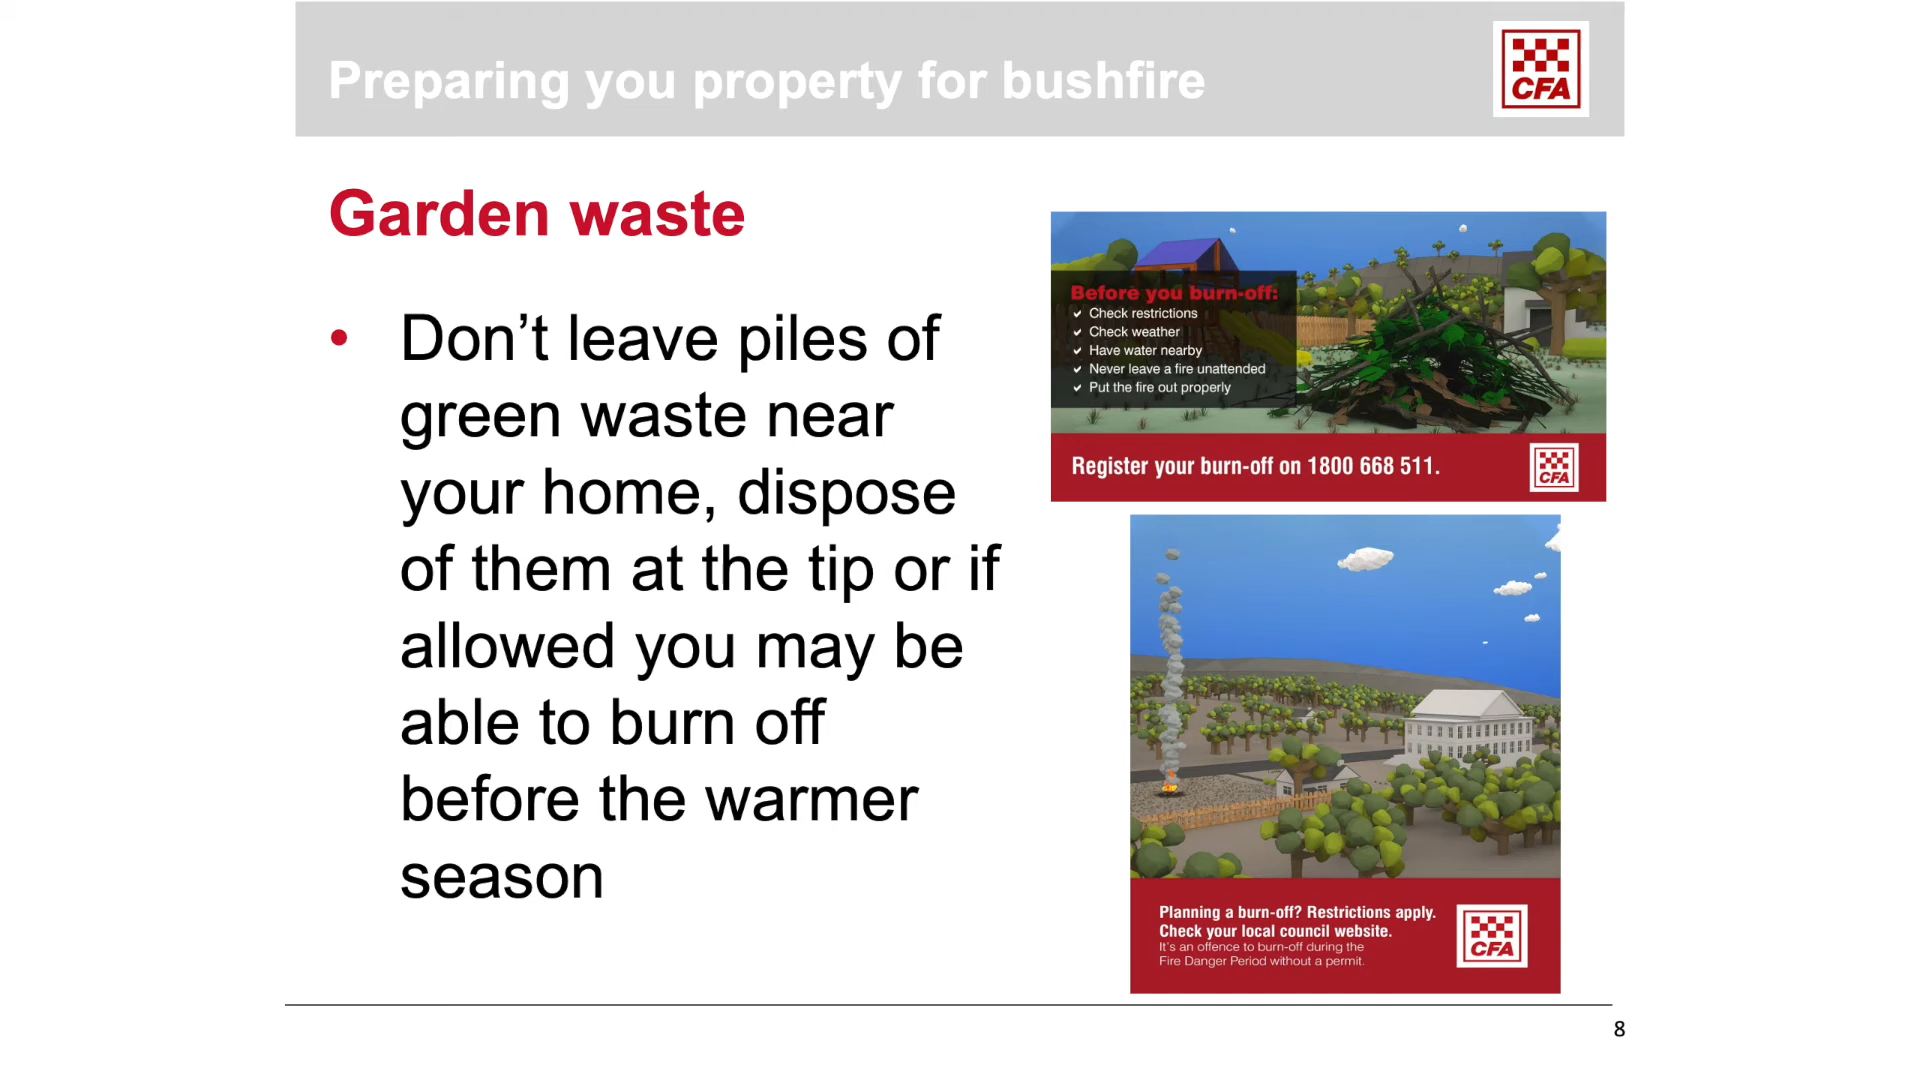 Preparing you property for bushfire
CFA
Garden waste
• Don’t leave piles of
green waste near
your home, dispose
of them at the tip or if
allowed you may be
able to burn off
before the warmer
season
Before you burn-off:
✓ Check restrictions
✓ Check weather
✓ Have water nearby
✓ Never leave a fire unattended
✓ Put the fire out properly
Register your burn-off on 1800 668 511.
CFA
Planning a burn-off? Restrictions apply.
Check your local council website.
It's an offence to burn-off during the
Fire Danger Period without a permit.
CFA
8